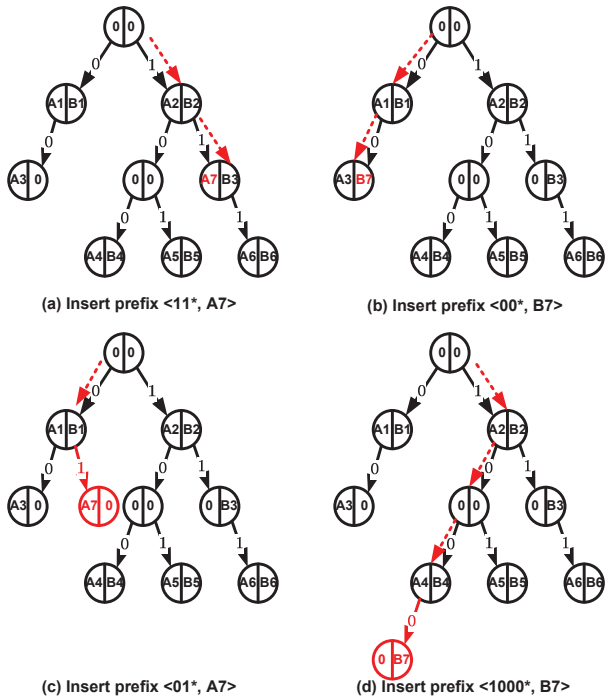 0 0 0 0
0 1 0 1
A1 B1 A2 B2 A1 B1 A2 B2
0 0 1 0 0 1
A3 0 0 0 A7 B3 A3 B7 0 0 0 B3
0 1 1 0 1 1
A4 B4 A5 B5 A6 B6 A4 B4 A5 B5 A6 B6
(a) Insert prefix <11*, A7> (b) Insert prefix <00*, B7>
0 0 0 0
0 1 0 1
A1 B1 A2 B2 A1 B1 A2 B2
0 1 0 1 0 0 1
A3 0 A7 0 0 0 0 B3 A3 0 0 0 0 B3
0 1 1 0 1 1
A4 B4 A5 B5 A6 B6 A4 B4 A5 B5 A6 B6
0
0 B7
(c) Insert prefix <01*, A7> (d) Insert prefix <1000*, B7>